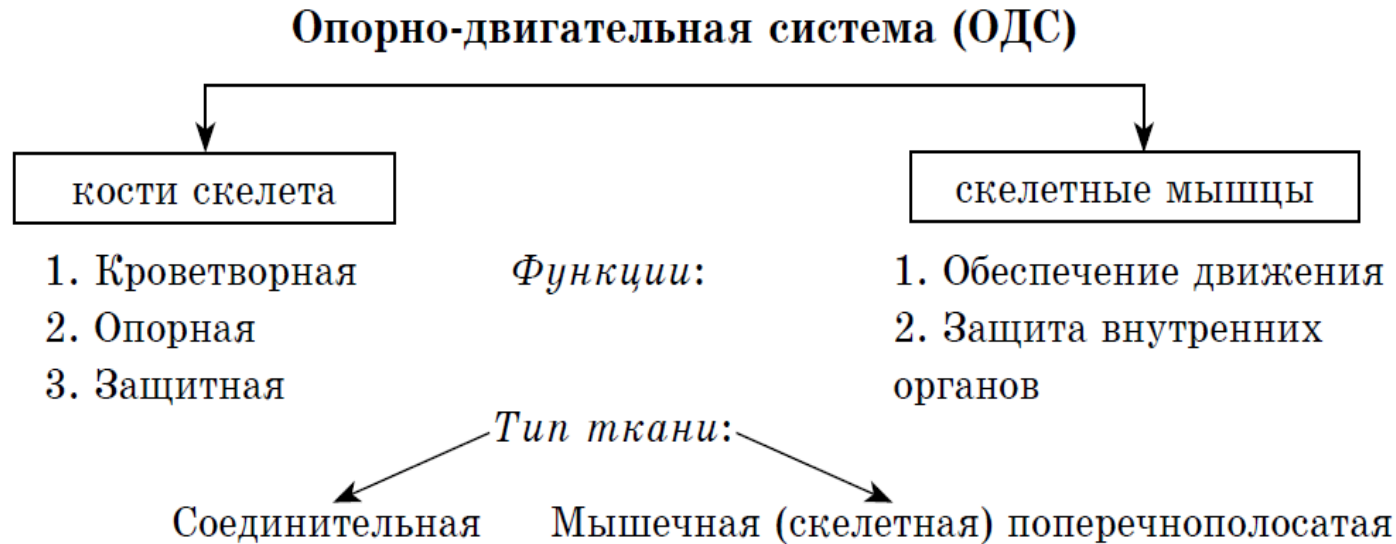 Опорно-двигательная система (ОДС)
кости скелета
скелетные мышцы
1. Кроветворная
2. Опорная
3. Защитная
Функции:
1. Обеспечение движения
2. Защита внутренних
органов
Тип ткани:
Соединительная
Мышечная (скелетная) поперечнополосатая